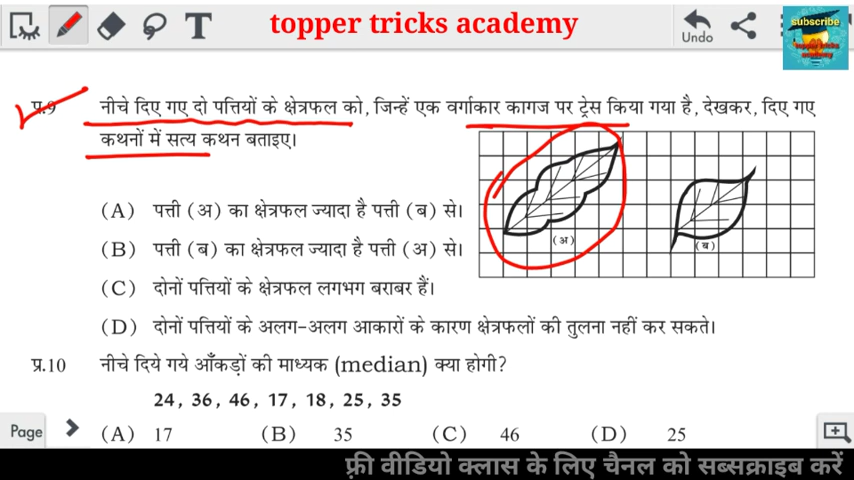 topper tricks academy
T
Undo
subscribe
topper tricks
academy
प्र.9 नीचे दिए गए दो पत्तियों के क्षेत्रफल को, जिन्हें एक वर्गाकार कागज पर ट्रेस किया गया है, देखकर, दिए गए
कथनों में सत्य कथन बताइए।
(A) पत्ती (अ) का क्षेत्रफल ज्यादा है पत्ती (ब) से।
(B) पत्ती (ब) का क्षेत्रफल ज्यादा है पत्ती (अ) से।
(अ) (ब)
(C) दोनों पत्तियों के क्षेत्रफल लगभग बराबर हैं।
(D) दोनों पत्तियों के अलग-अलग आकारों के कारण क्षेत्रफलों की तुलना नहीं कर सकते।
प्र.10 नीचे दिये गये आँकड़ों की माध्यक (median) क्या होगी?
24, 36, 46, 17, 18, 25, 35
Page
(A) 17 (B) 35 (C) 46 (D) 25
फ़्री वीडियो क्लास के लिए चैनल को सब्सक्राइब करें